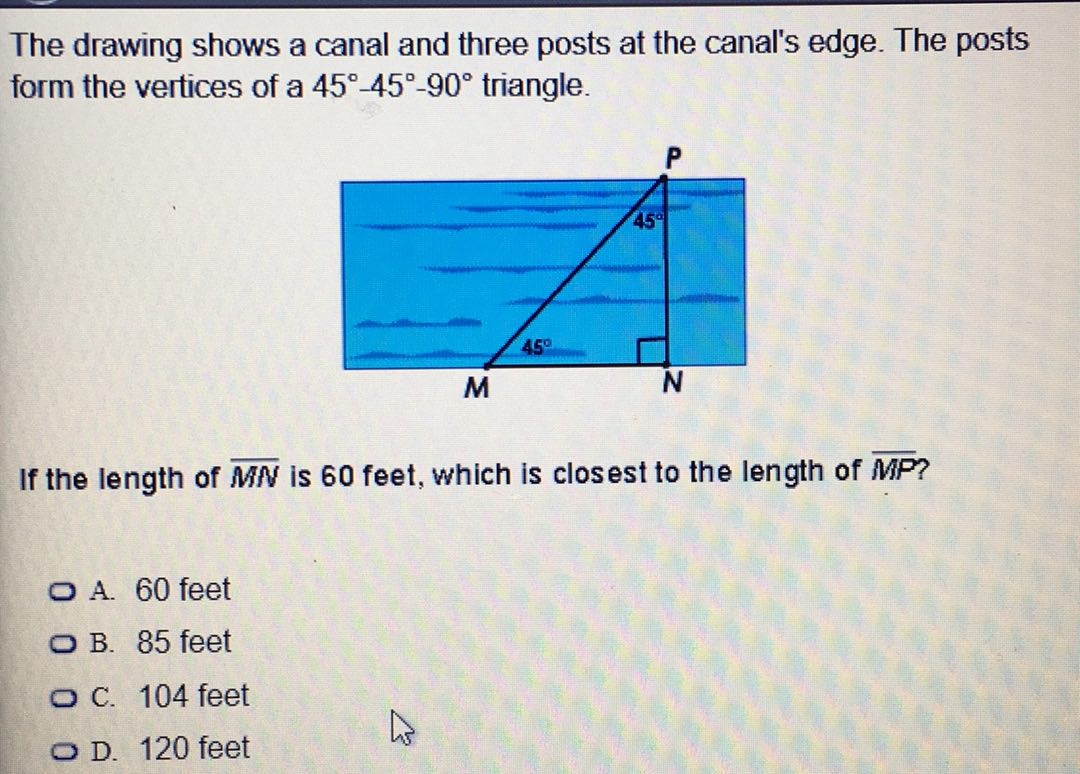 The drawing shows a canal and three posts at the canal's edge. The posts
form the vertices of a 45°-45°-90° triangle.
P
45°
45°
M
N
If the length of MN is 60 feet, which is closest to the length of MP?
A. 60 feet
B. 85 feet
C. 104 feet
D. 120 feet